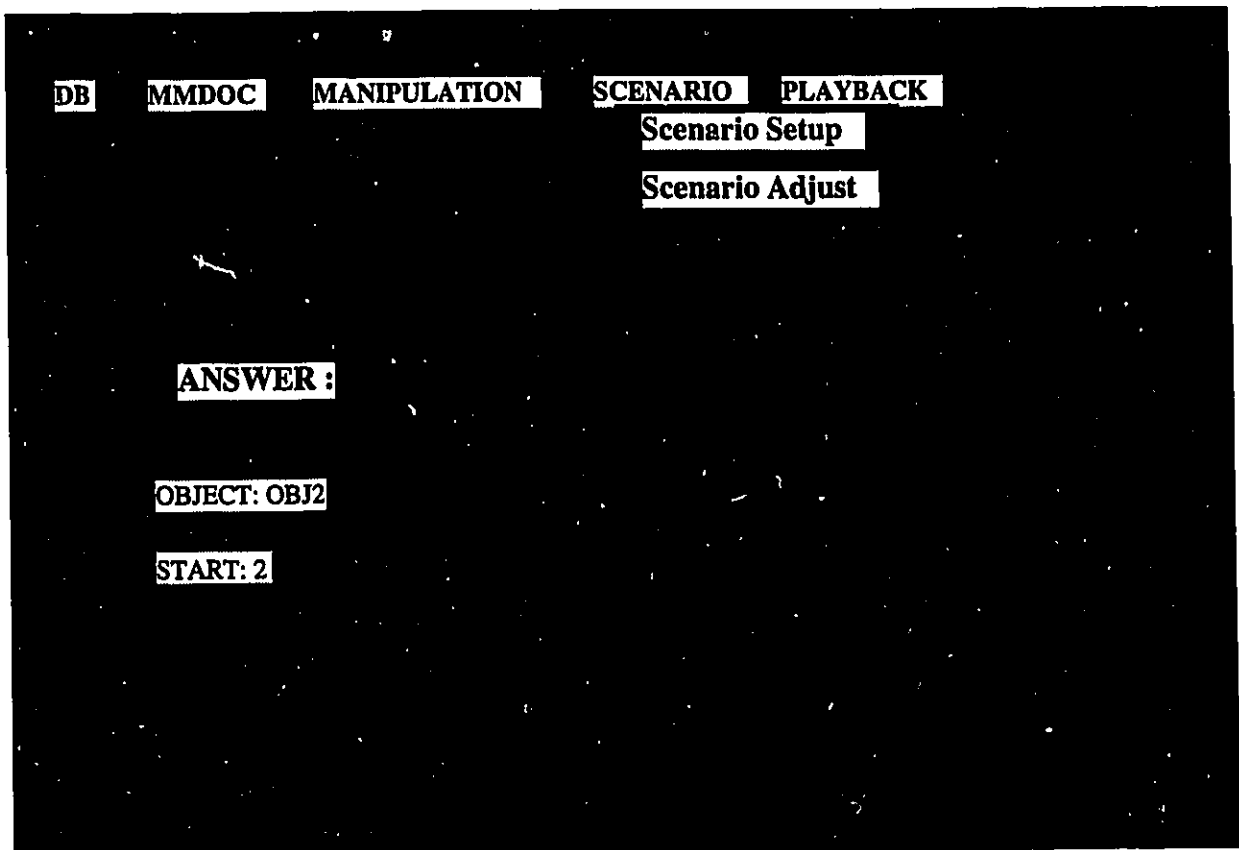 DB MMDOC MANIPULATION SCENARIO PLAYBACK
Scenario Setup
Scenario Adjust
ANSWER :
OBJECT: OBJ2
START: 2